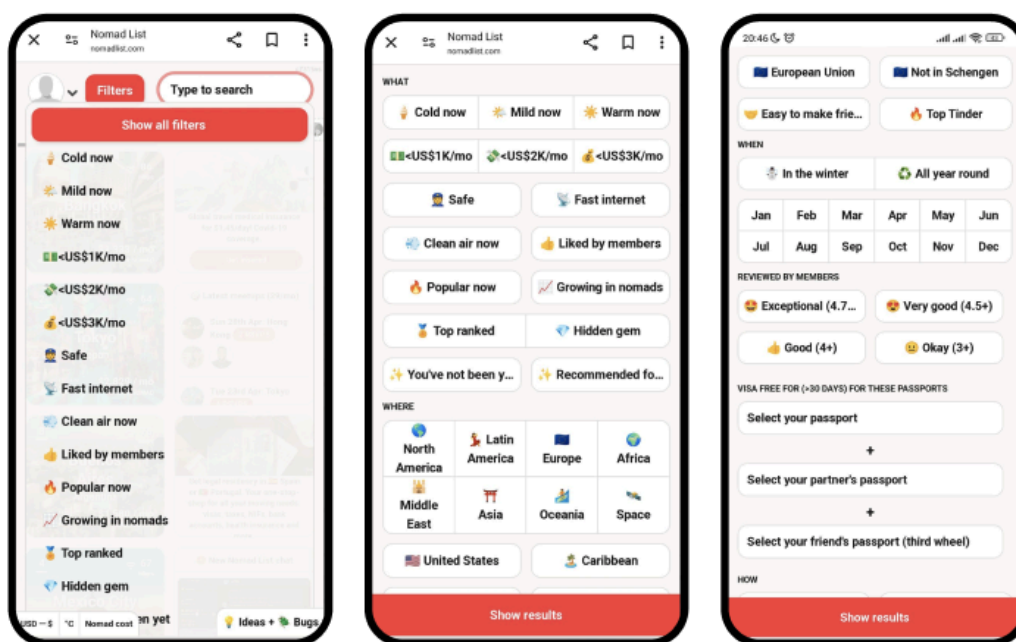 Nomad List
nomadlist.com
Filters
Type to search
Show all filters
Cold now
Mild now
Warm now
<US$1K/mo
<US$2K/mo
<US$3K/mo
Safe
Fast internet
Clean air now
Liked by members
Popular now
Growing in nomads
Top ranked
Hidden gem
en yet
USD — $ °C Nomad cost
Ideas + Bugs
Nomad List
nomadlist.com
WHAT
Cold now Mild now Warm now
<US$1K/mo <US$2K/mo <US$3K/mo
Safe Fast internet
Clean air now Liked by members
Popular now Growing in nomads
Top ranked Hidden gem
You've not been y... Recommended fo...
WHERE
North America Latin America Europe Africa
Middle East Asia Oceania Space
United States Caribbean
Show results
20:46
European Union Not in Schengen
Easy to make frie... Top Tinder
WHEN
In the winter All year round
Jan Feb Mar Apr May Jun
Jul Aug Sep Oct Nov Dec
REVIEWED BY MEMBERS
Exceptional (4.7... Very good (4.5+)
Good (4+) Okay (3+)
VISA FREE FOR (>30 DAYS) FOR THESE PASSPORTS
Select your passport
+
Select your partner's passport
+
Select your friend's passport (third wheel)
HOW
Show results